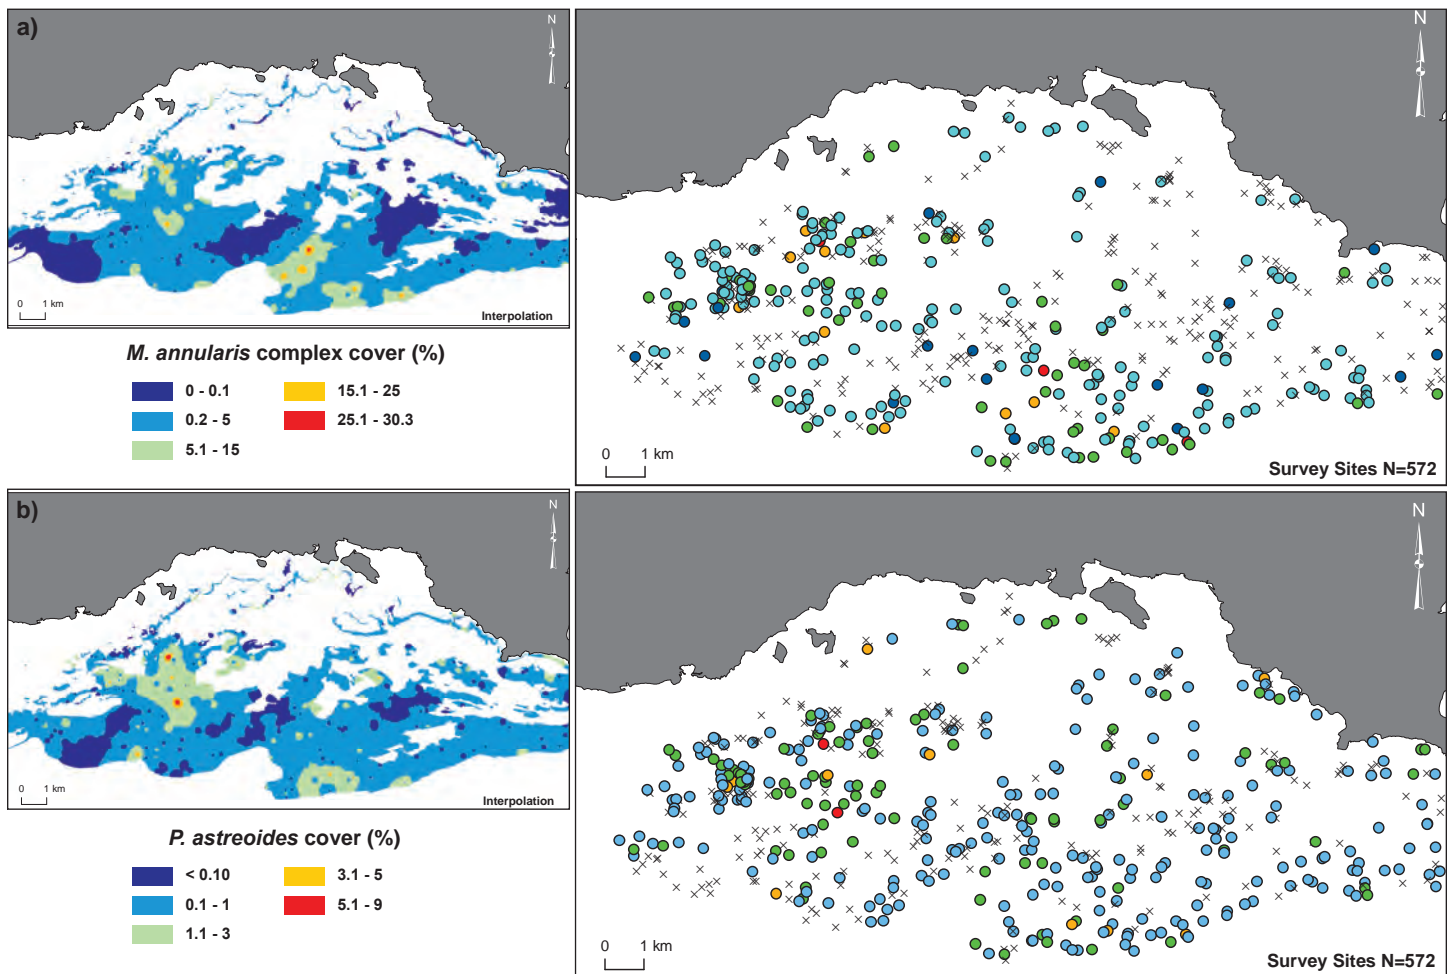 a)
N
0 1 km
Interpolation
M. annularis complex cover (%)
0 - 0.1
0.2 - 5
5.1 - 15
15.1 - 25
25.1 - 30.3
N
0 1 km
Survey Sites N=572
b)
N
0 1 km
Interpolation
P. astreoides cover (%)
< 0.10
0.1 - 1
1.1 - 3
3.1 - 5
5.1 - 9
N
0 1 km
Survey Sites N=572